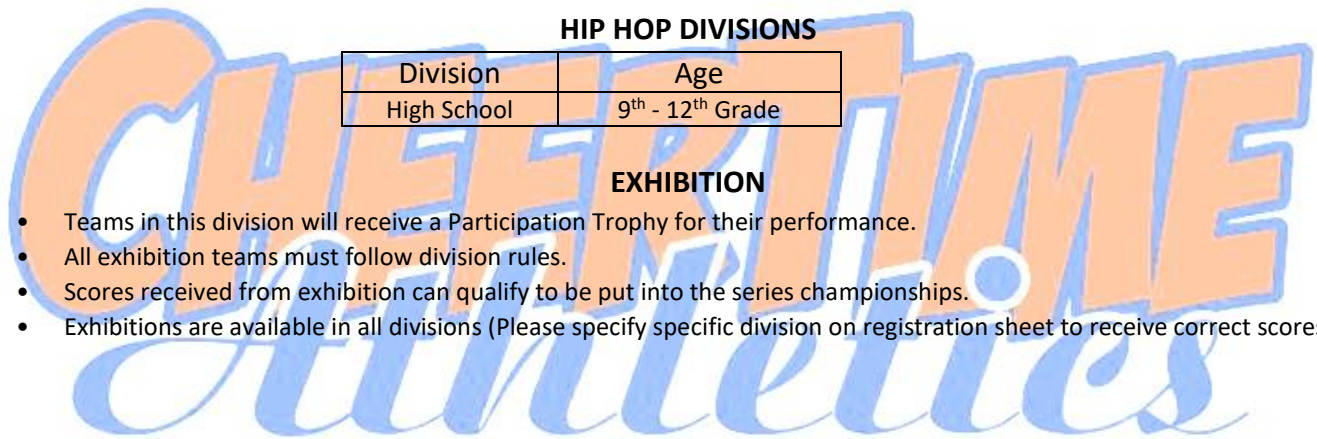 HIP HOP DIVISIONS
Division Age
High School 9th - 12th Grade
EXHIBITION
• Teams in this division will receive a Participation Trophy for their performance.
• All exhibition teams must follow division rules.
• Scores received from exhibition can qualify to be put into the series championships.
• Exhibitions are available in all divisions (Please specify specific division on registration sheet to receive correct scores
CHEERTIME
Athletics